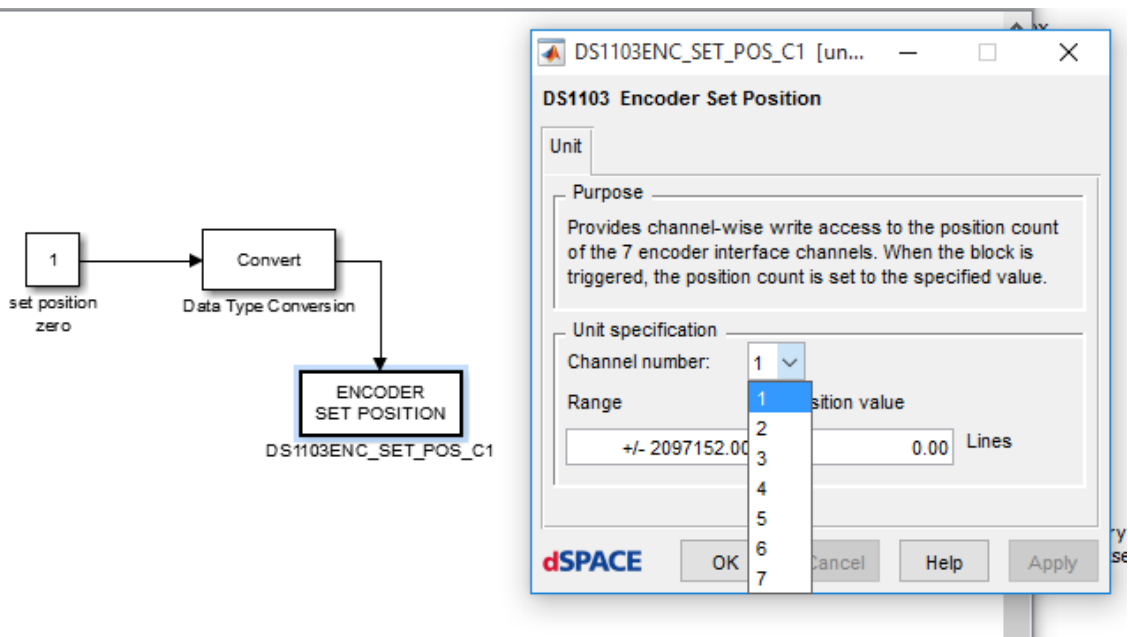 DS1103ENC_SET_POS_C1 [un...
DS1103 Encoder Set Position
Unit
Purpose
Provides channel-wise write access to the position count
of the 7 encoder interface channels. When the block is
triggered, the position count is set to the specified value.
Unit specification
Channel number: 1
Range value
+/- 2097152.00 0.00 Lines
1
2
3
4
5
6
7
dSPACE OK Cancel Help Apply
1
set position
zero
Convert
Data Type Conversion
ENCODER
SET POSITION
DS1103ENC_SET_POS_C1